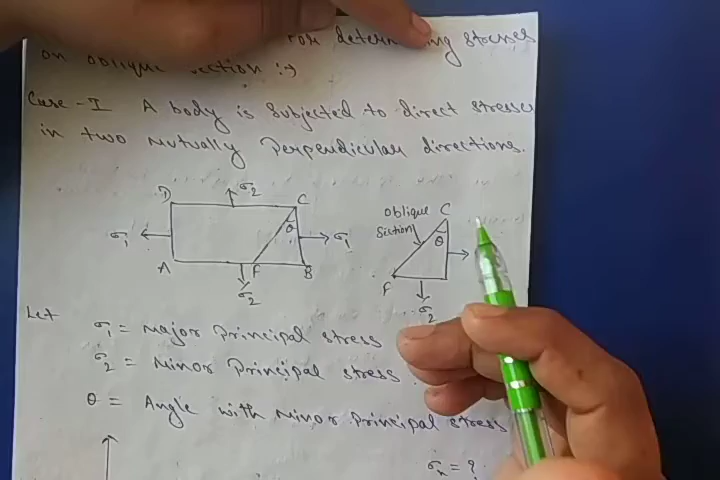 For determ ng stresses
on oblique section :→
Case-I A body is subjected to direct stresses
in two mutually Perpendicular directions.
D σ2 C
σ1 θ σ1
A F B
σ2
oblique C
Section θ
F
σ2
Let
σ1 = Major Principal stress
σ2 = Minor Principal stress
θ = Angle with Minor Principal stress
σn = ?